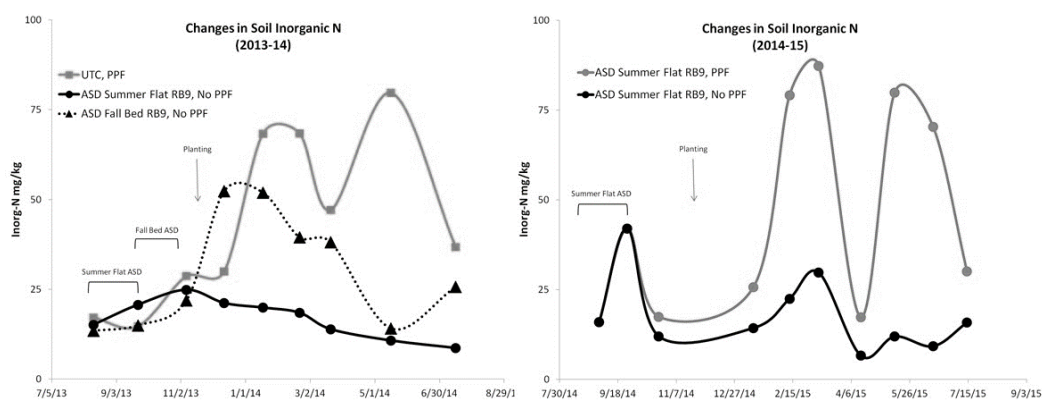 Changes in Soil Inorganic N
(2013-14)
UTC, PPF
ASD Summer Flat RB9, No PPF
ASD Fall Bed RB9, No PPF
Planting
Fall Bed ASD
Summer Flat ASD
Inorg-N mg/kg
100
75
50
25
0
7/5/13 9/3/13 11/2/13 1/1/14 3/2/14 5/1/14 6/30/14 8/29/1
Changes in Soil Inorganic N
(2014-15)
ASD Summer Flat RB9, PPF
ASD Summer Flat RB9, No PPF
Planting
Summer Flat ASD
Inorg-N mg/kg
100
75
50
25
0
7/30/14 9/18/14 11/7/14 12/27/14 2/15/15 4/6/15 5/26/15 7/15/15 9/3/15